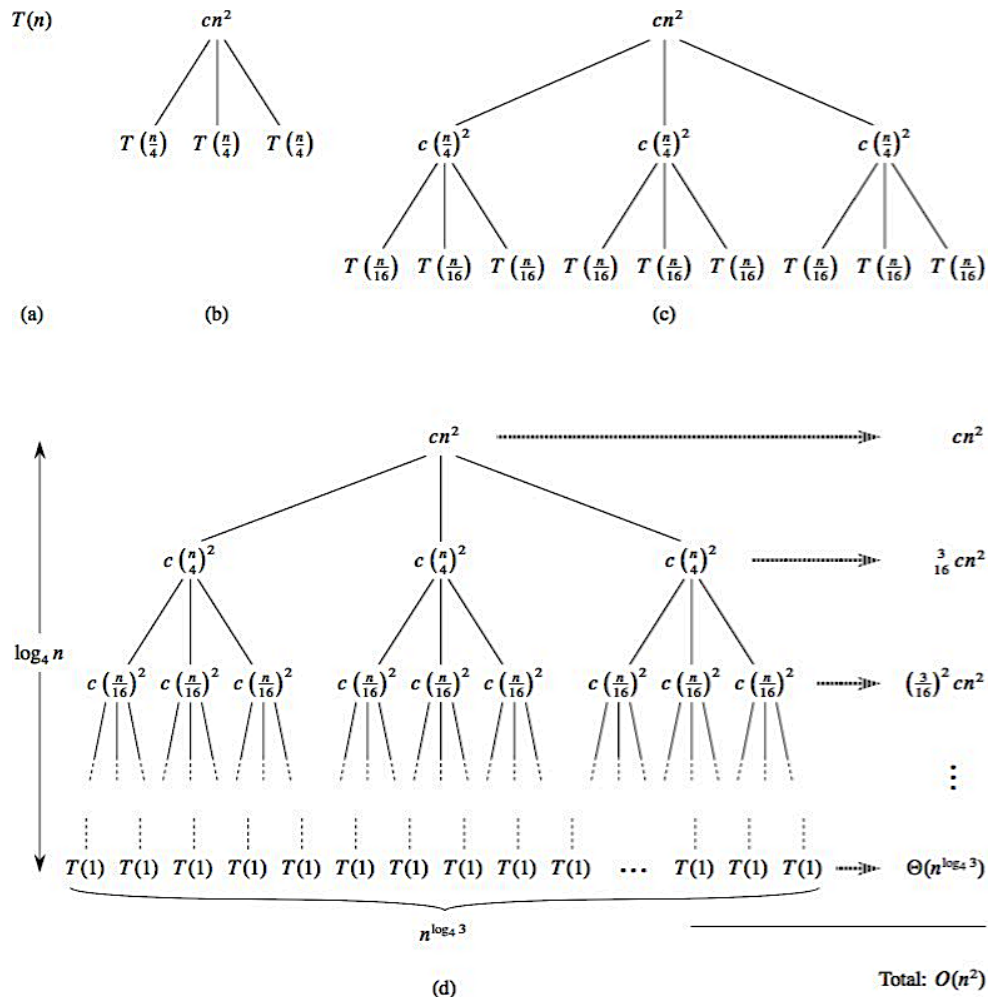 T(n) cn² cn²
T(n/4) T(n/4) T(n/4) c(n/4)² c(n/4)² c(n/4)²
T(n/16) T(n/16) T(n/16) T(n/16) T(n/16) T(n/16) T(n/16) T(n/16) T(n/16)
(a) (b) (c)
cn² cn²
c(n/4)² c(n/4)² c(n/4)² 3/16 cn²
log₄ n
c(n/16)² c(n/16)² c(n/16)² c(n/16)² c(n/16)² c(n/16)² c(n/16)² c(n/16)² c(n/16)² (3/16)² cn²
⋮
T(1) T(1) T(1) T(1) T(1) T(1) T(1) T(1) T(1) T(1) ... T(1) T(1) T(1) Θ(n^(log₄ 3))
n^(log₄ 3)
(d) Total: O(n²)